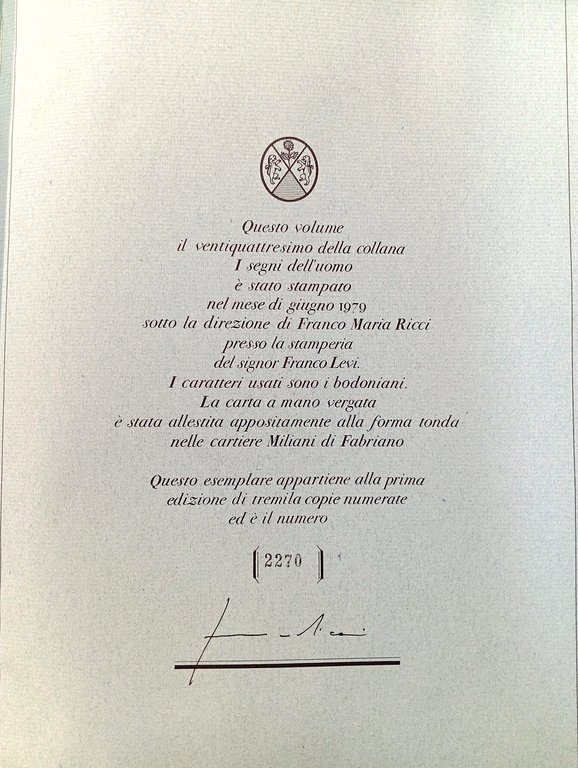 Questo volume
il ventiquattresimo della collana
I segni dell'uomo
è stato stampato
nel mese di giugno 1979
sotto la direzione di Franco Maria Ricci
presso la stamperia
del signor Franco Levi.
I caratteri usati sono i bodoniani.
La carta a mano vergata
è stata allestita appositamente alla forma tonda
nelle cartiere Miliani di Fabriano
Questo esemplare appartiene alla prima
edizione di tremila copie numerate
ed è il numero
[2270]